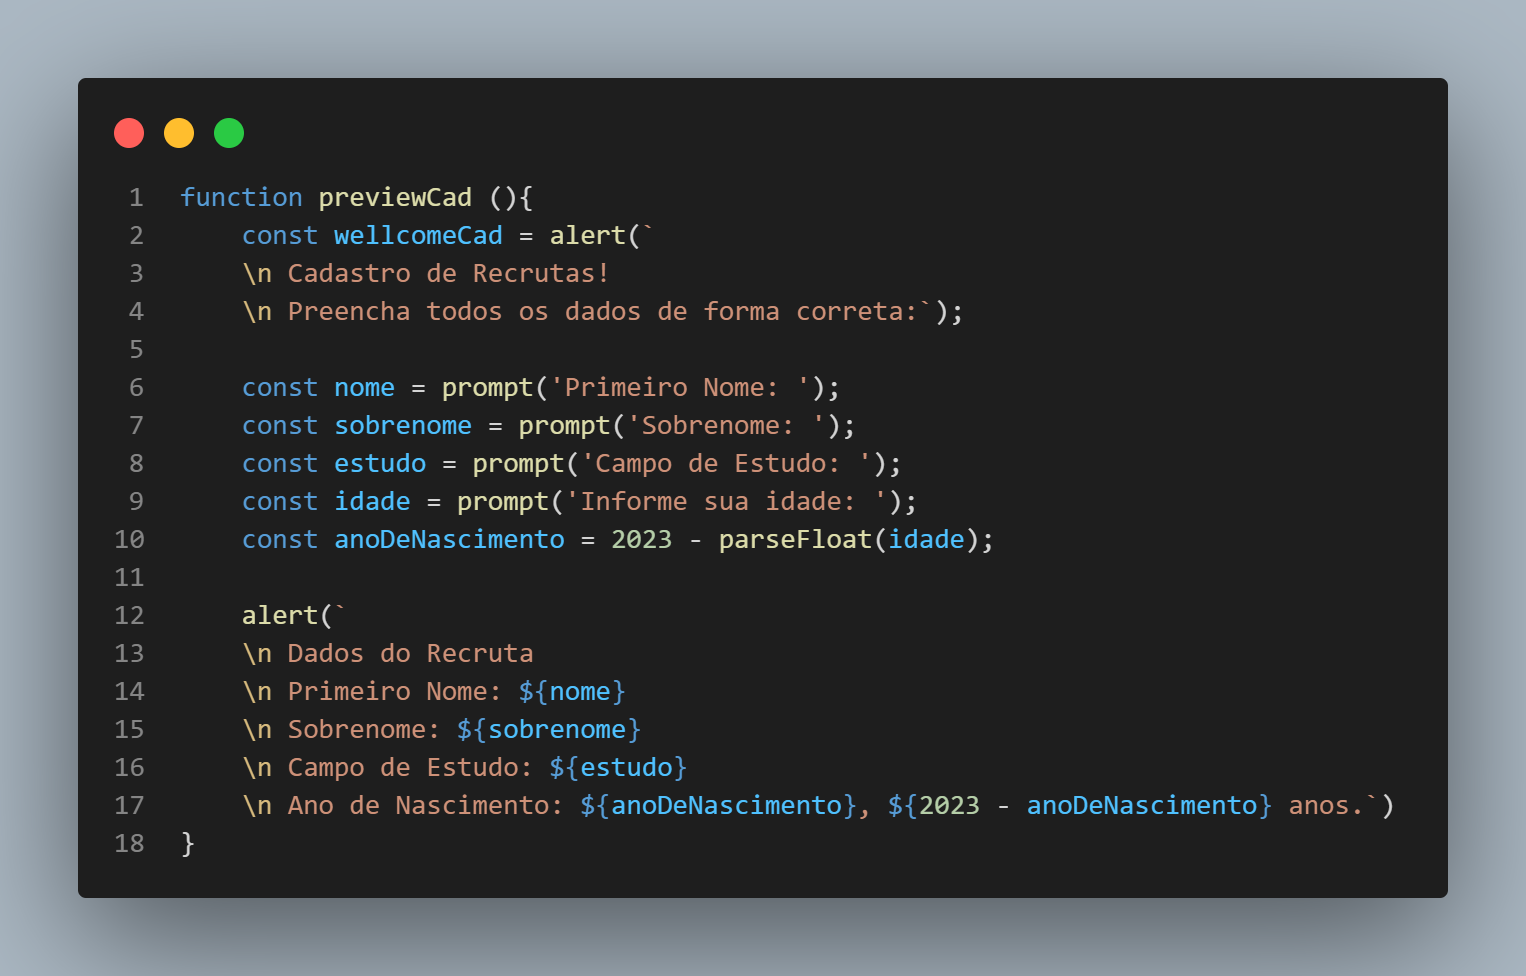 1 function previewCad (){
2     const wellcomeCad = alert(`
3     \n Cadastro de Recrutas!
4     \n Preencha todos os dados de forma correta:`);
5
6     const nome = prompt('Primeiro Nome: ');
7     const sobrenome = prompt('Sobrenome: ');
8     const estudo = prompt('Campo de Estudo: ');
9     const idade = prompt('Informe sua idade: ');
10     const anoDeNascimento = 2023 - parseFloat(idade);
11
12     alert(`
13     \n Dados do Recruta
14     \n Primeiro Nome: ${nome}
15     \n Sobrenome: ${sobrenome}
16     \n Campo de Estudo: ${estudo}
17     \n Ano de Nascimento: ${anoDeNascimento}, ${2023 - anoDeNascimento} anos.`)
18 }